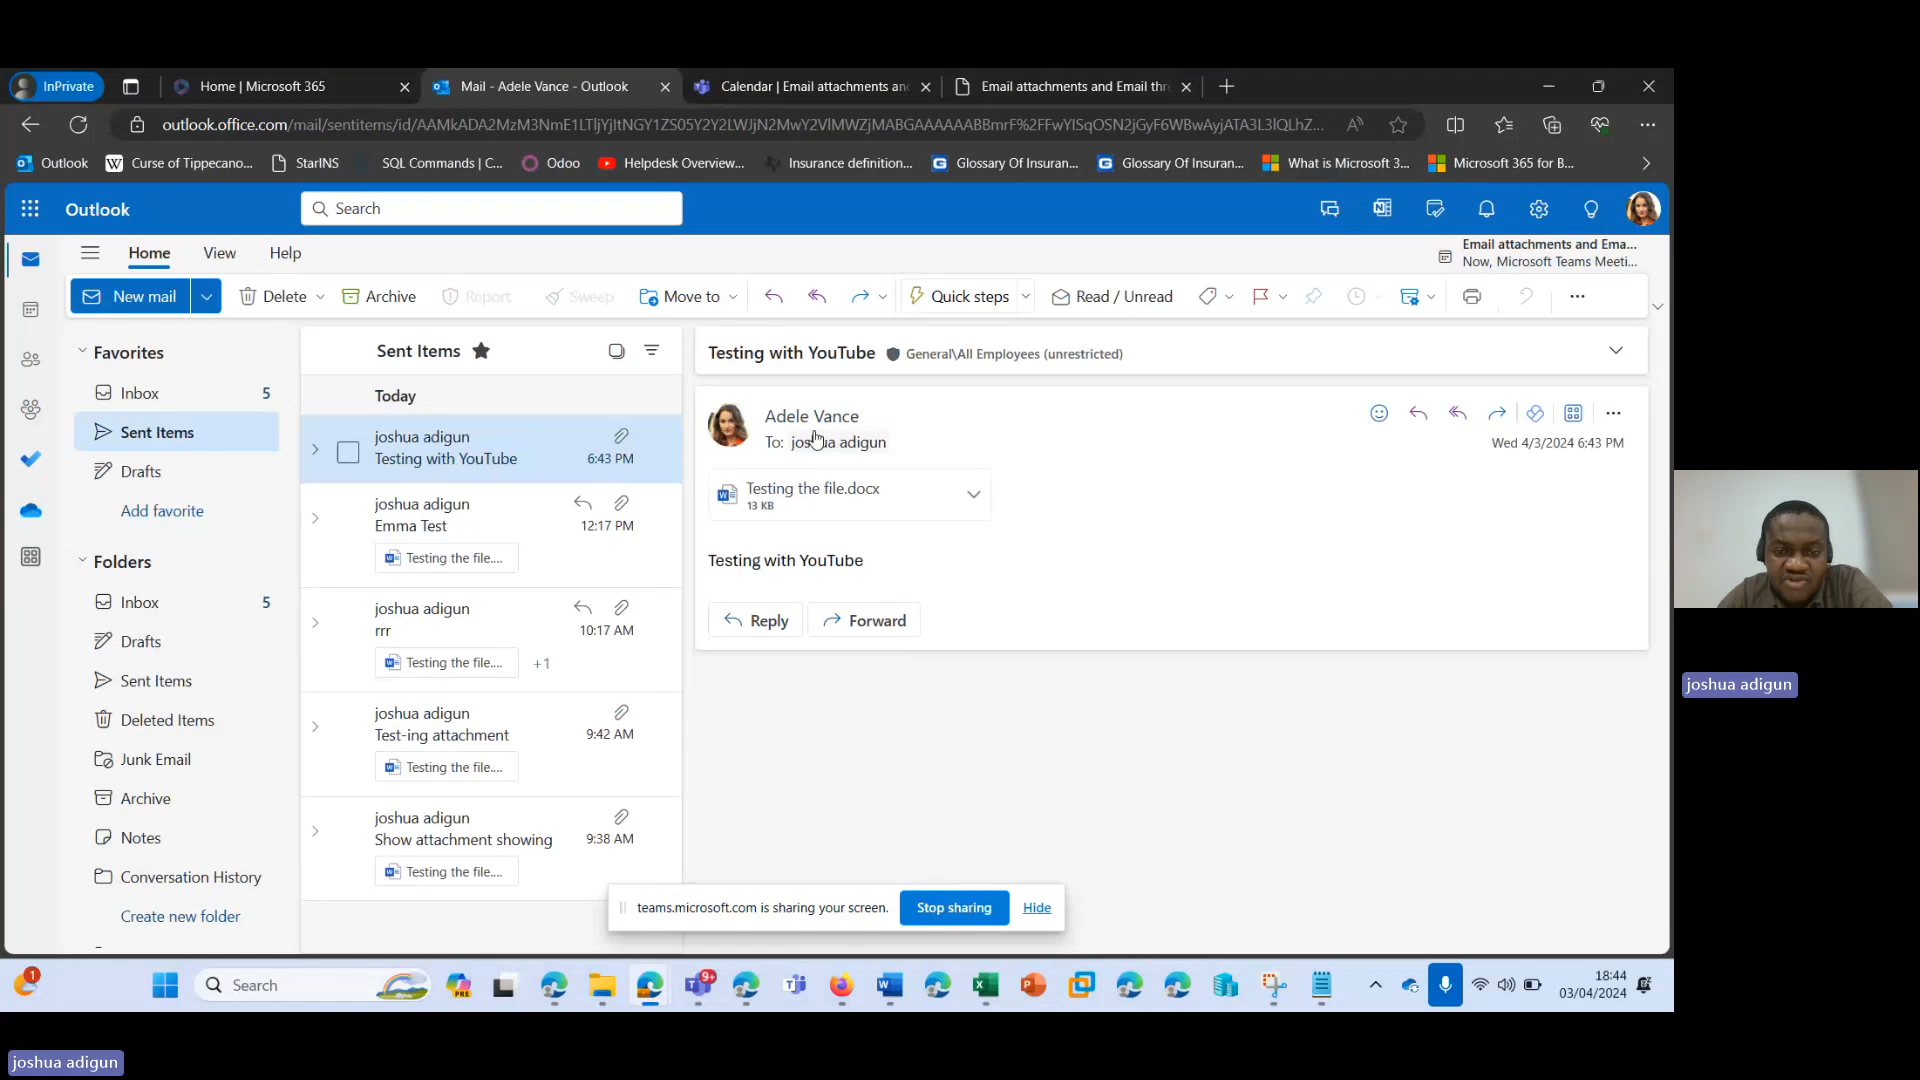 InPrivate
Home | Microsoft 365
Mail - Adele Vance - Outlook
Calendar | Email attachments an
Email attachments and Email thre
outlook.office.com/mail/sentitems/id/
Outlook
Curse of Tippecano...
StarINS
SQL Commands | C...
Odoo
Helpdesk Overview...
Insurance definition...
Glossary Of Insuran...
Glossary Of Insuran...
What is Microsoft 3...
Microsoft 365 for B...
Outlook
Search
Home
View
Help
Email attachments and Ema...
Now, Microsoft Teams Meeti...
New mail
Delete
Archive
Report
Sweep
Move to
Quick steps
Read / Unread
Favorites
Inbox 5
Sent Items
Drafts
Add favorite
Folders
Inbox 5
Drafts
Sent Items
Deleted Items
Junk Email
Archive
Notes
Conversation History
Create new folder
Sent Items
Today
joshua adigun
Testing with YouTube 6:43 PM
joshua adigun
Emma Test 12:17 PM
Testing the file....
joshua adigun
rrr 10:17 AM
Testing the file.... +1
joshua adigun
Test-ing attachment 9:42 AM
Testing the file....
joshua adigun
Show attachment showing 9:38 AM
Testing the file....
Testing with YouTube General\All Employees (unrestricted)
Adele Vance
To: joshua adigun
Wed 4/3/2024 6:43 PM
Testing the file.docx
13 KB
Testing with YouTube
Reply
Forward
teams.microsoft.com is sharing your screen.
Stop sharing
Hide
joshua adigun
1
Search
PRE
9+
18:44
03/04/2024
joshua adigun